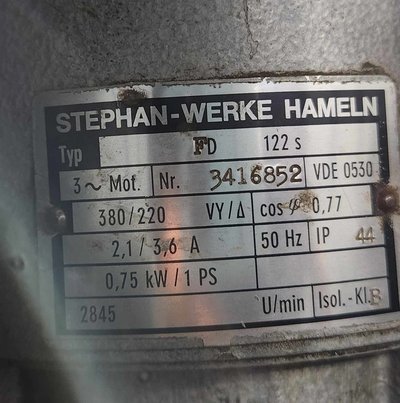 STEPHAN-WERKE HAMELN
Typ FD 122 s
3~ Mot. Nr. 3416852 VDE 0530
380/220 VY/Δ cos φ 0,77
2,1/3,6 A 50 Hz IP 44
0,75 kW/1 PS
2845 U/min Isol.-Kl.B